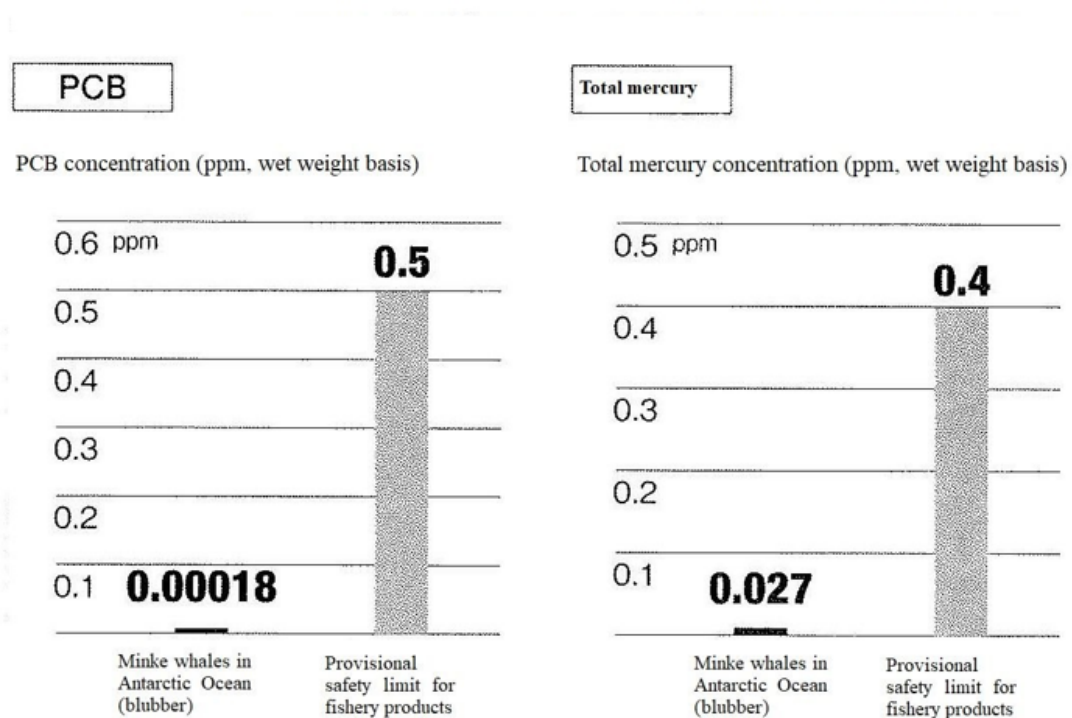 PCB
PCB concentration (ppm, wet weight basis)
0.6 ppm
0.5
0.5
0.4
0.3
0.2
0.1
0.00018
Minke whales in
Antarctic Ocean
(blubber)
Provisional
safety limit for
fishery products
Total mercury
Total mercury concentration (ppm, wet weight basis)
0.5 ppm
0.4
0.4
0.3
0.2
0.1
0.027
Minke whales in
Antarctic Ocean
(blubber)
Provisional
safety limit for
fishery products